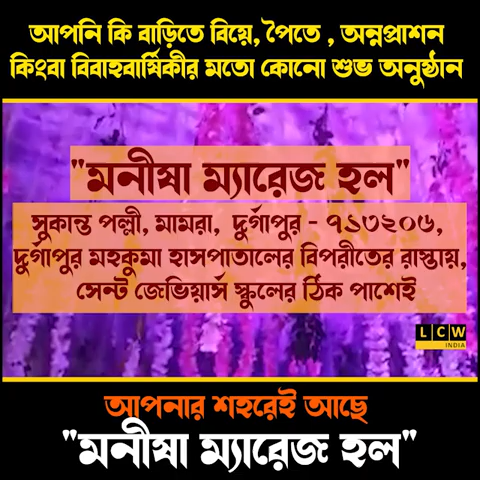 আপনি কি বাড়িতে বিয়ে, পৈতে , অন্নপ্রাশন
কিংবা বিবাহবার্ষিকীর মতো কোনো শুভ অনুষ্ঠান
"মনীষা ম্যারেজ হল"
সুকান্ত পল্লী, মামরা, দুর্গাপুর - ৭১৩২০৬,
দুর্গাপুর মহকুমা হাসপাতালের বিপরীতের রাস্তায়,
সেন্ট জেভিয়ার্স স্কুলের ঠিক পাশেই
LCW
INDIA
আপনার শহরেই আছে
"মনীষা ম্যারেজ হল"